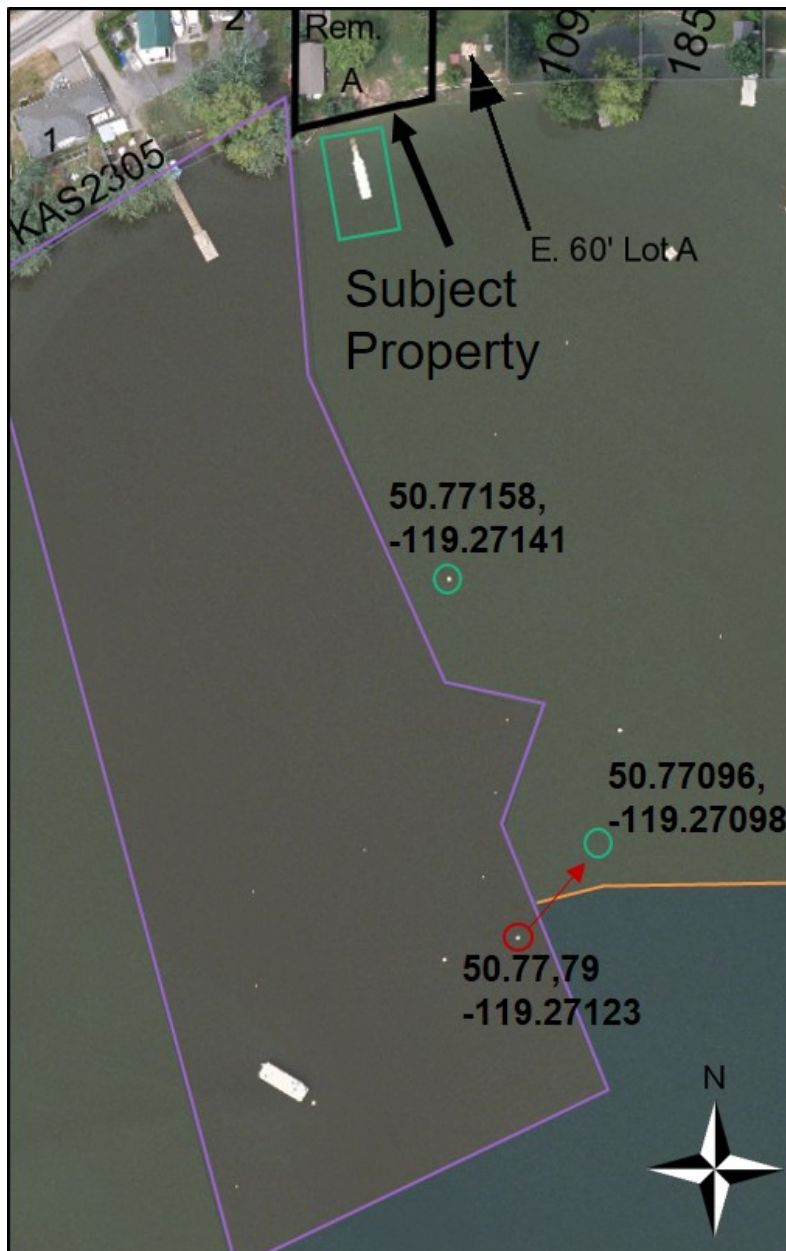 2
Rem.
A
109
185
1
KAS2305
E. 60' Lot A
Subject
Property
50.77158,
-119.27141
50.77096,
-119.27098
50.77,79
-119.27123
N